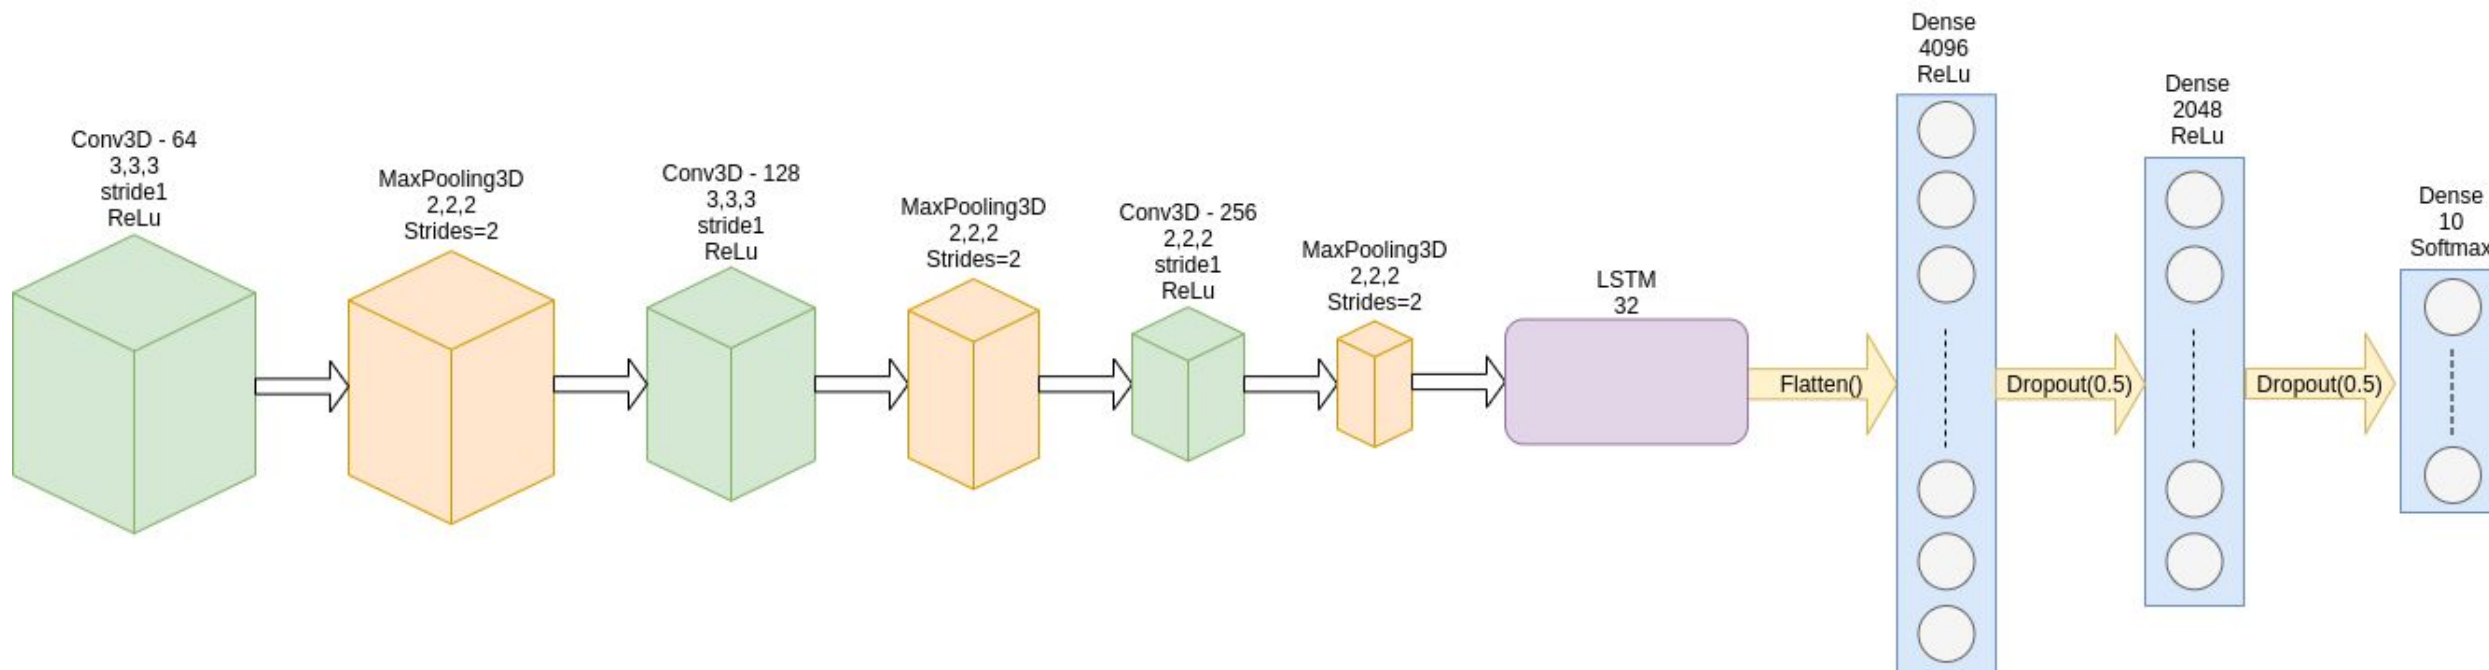 Conv3D - 64
3,3,3
stride1
ReLu
MaxPooling3D
2,2,2
Strides=2
Conv3D - 128
3,3,3
stride1
ReLu
MaxPooling3D
2,2,2
Strides=2
Conv3D - 256
2,2,2
stride1
ReLu
MaxPooling3D
2,2,2
Strides=2
LSTM
32
Flatten()
Dense
4096
ReLu
Dropout(0.5)
Dense
2048
ReLu
Dropout(0.5)
Dense
10
Softmax